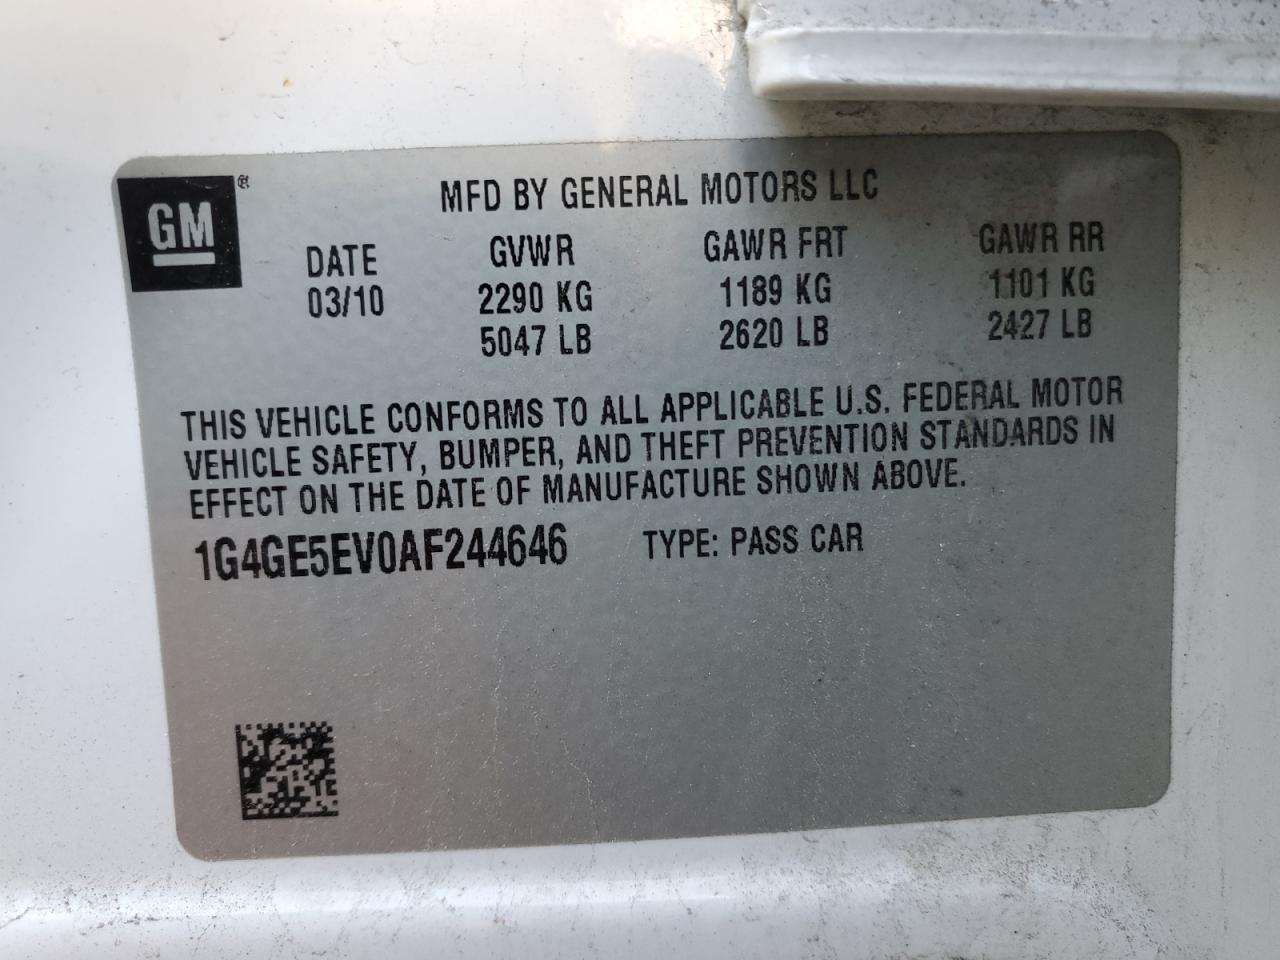 GM®
MFD BY GENERAL MOTORS LLC
DATE GVWR GAWR FRT GAWR RR
03/10 2290 KG 1189 KG 1101 KG
5047 LB 2620 LB 2427 LB
THIS VEHICLE CONFORMS TO ALL APPLICABLE U.S. FEDERAL MOTOR
VEHICLE SAFETY, BUMPER, AND THEFT PREVENTION STANDARDS IN
EFFECT ON THE DATE OF MANUFACTURE SHOWN ABOVE.
1G4GE5EV0AF244646 TYPE: PASS CAR